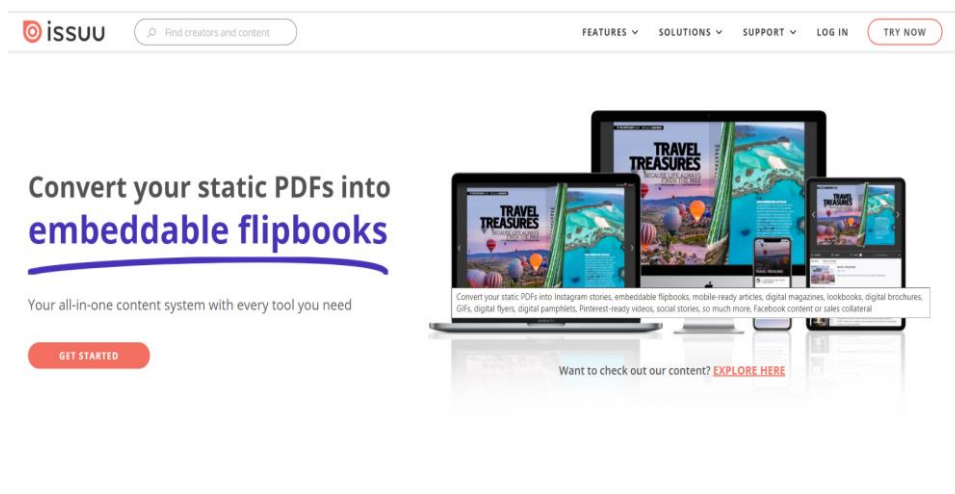 issuu
Find creators and content
FEATURES
SOLUTIONS
SUPPORT
LOG IN
TRY NOW
Convert your static PDFs into
embeddable flipbooks
Your all-in-one content system with every tool you need
GET STARTED
TRAVEL
TREASURES
BECAUSE LIFE ALWAYS
TRAVEL
TREASURES
Convert your static PDFs into Instagram stories, embeddable flipbooks, mobile-ready articles, digital magazines, lookbooks, digital brochures,
GIFs, digital flyers, digital pamphlets, Pinterest-ready videos, social stories, so much more, Facebook content or sales collateral
Want to check out our content? EXPLORE HERE